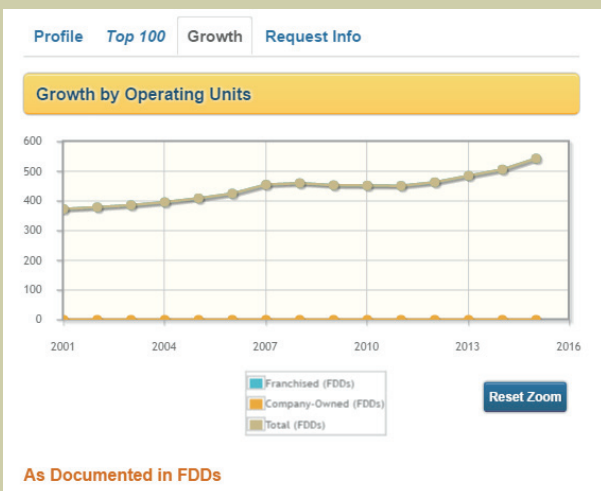 Profile Top 100 Growth Request Info
Growth by Operating Units
600
500
400
300
200
100
0
2001 2004 2007 2010 2013 2016
Franchised (FDDs)
Company-Owned (FDDs)
Total (FDDs)
Reset Zoom
As Documented in FDDs